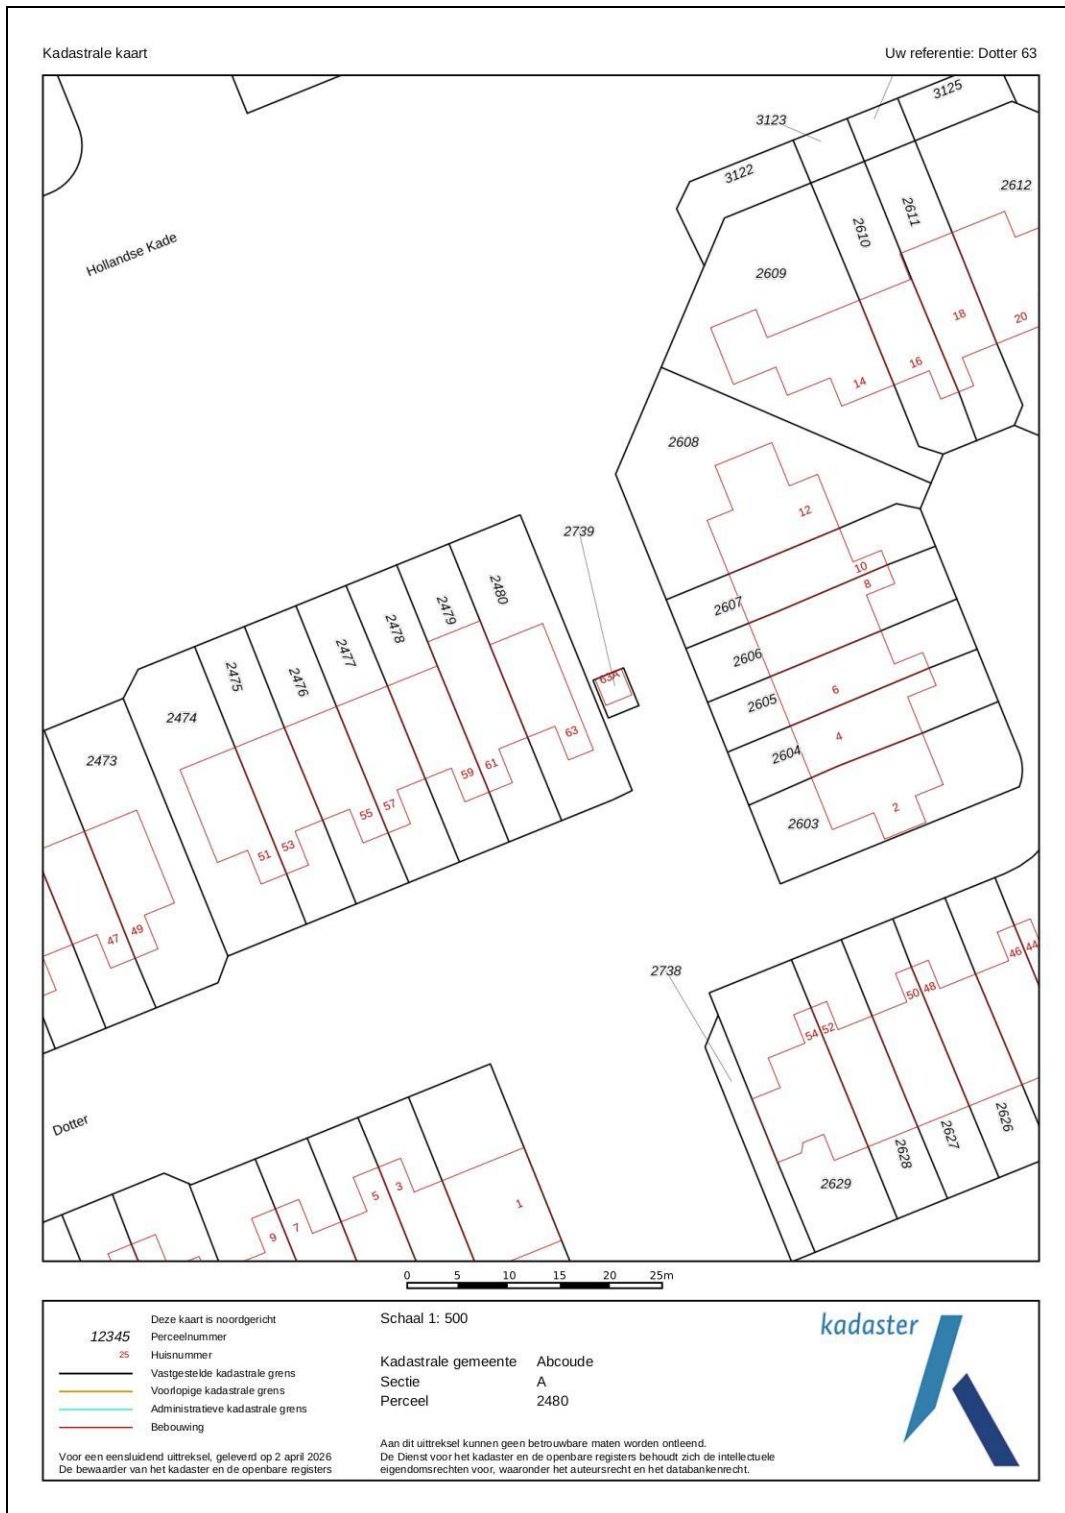 Kadastrale kaart
Uw referentie: Dotter 63
3125
3123
3122
2612
2611
2610
Hollandse Kade
2609
18
20
16
14
2608
12
2739
10
8
2480
2607
2479
2478
2606
2477
63A
2475
2476
6
2605
2474
63
4
2604
2473
61
59
57
55
2
2603
53
51
49
47
2738
46
44
50
48
54
52
Dotter
2626
2627
2628
2629
5
3
1
9
7
0 5 10 15 20 25m
Deze kaart is noordgericht
12345 Perceelnummer
25 Huisnummer
Vastgestelde kadastrale grens
Voorlopige kadastrale grens
Administratieve kadastrale grens
Bebouwing
Voor een eensluidend uittreksel, geleverd op 2 april 2026
De bewaarder van het kadaster en de openbare registers
Schaal 1: 500
Kadastrale gemeente Abcoude
Sectie A
Perceel 2480
Aan dit uittreksel kunnen geen betrouwbare maten worden ontleend.
De Dienst voor het kadaster en de openbare registers behoudt zich de intellectuele
eigendomsrechten voor, waaronder het auteursrecht en het databankenrecht.
kadaster